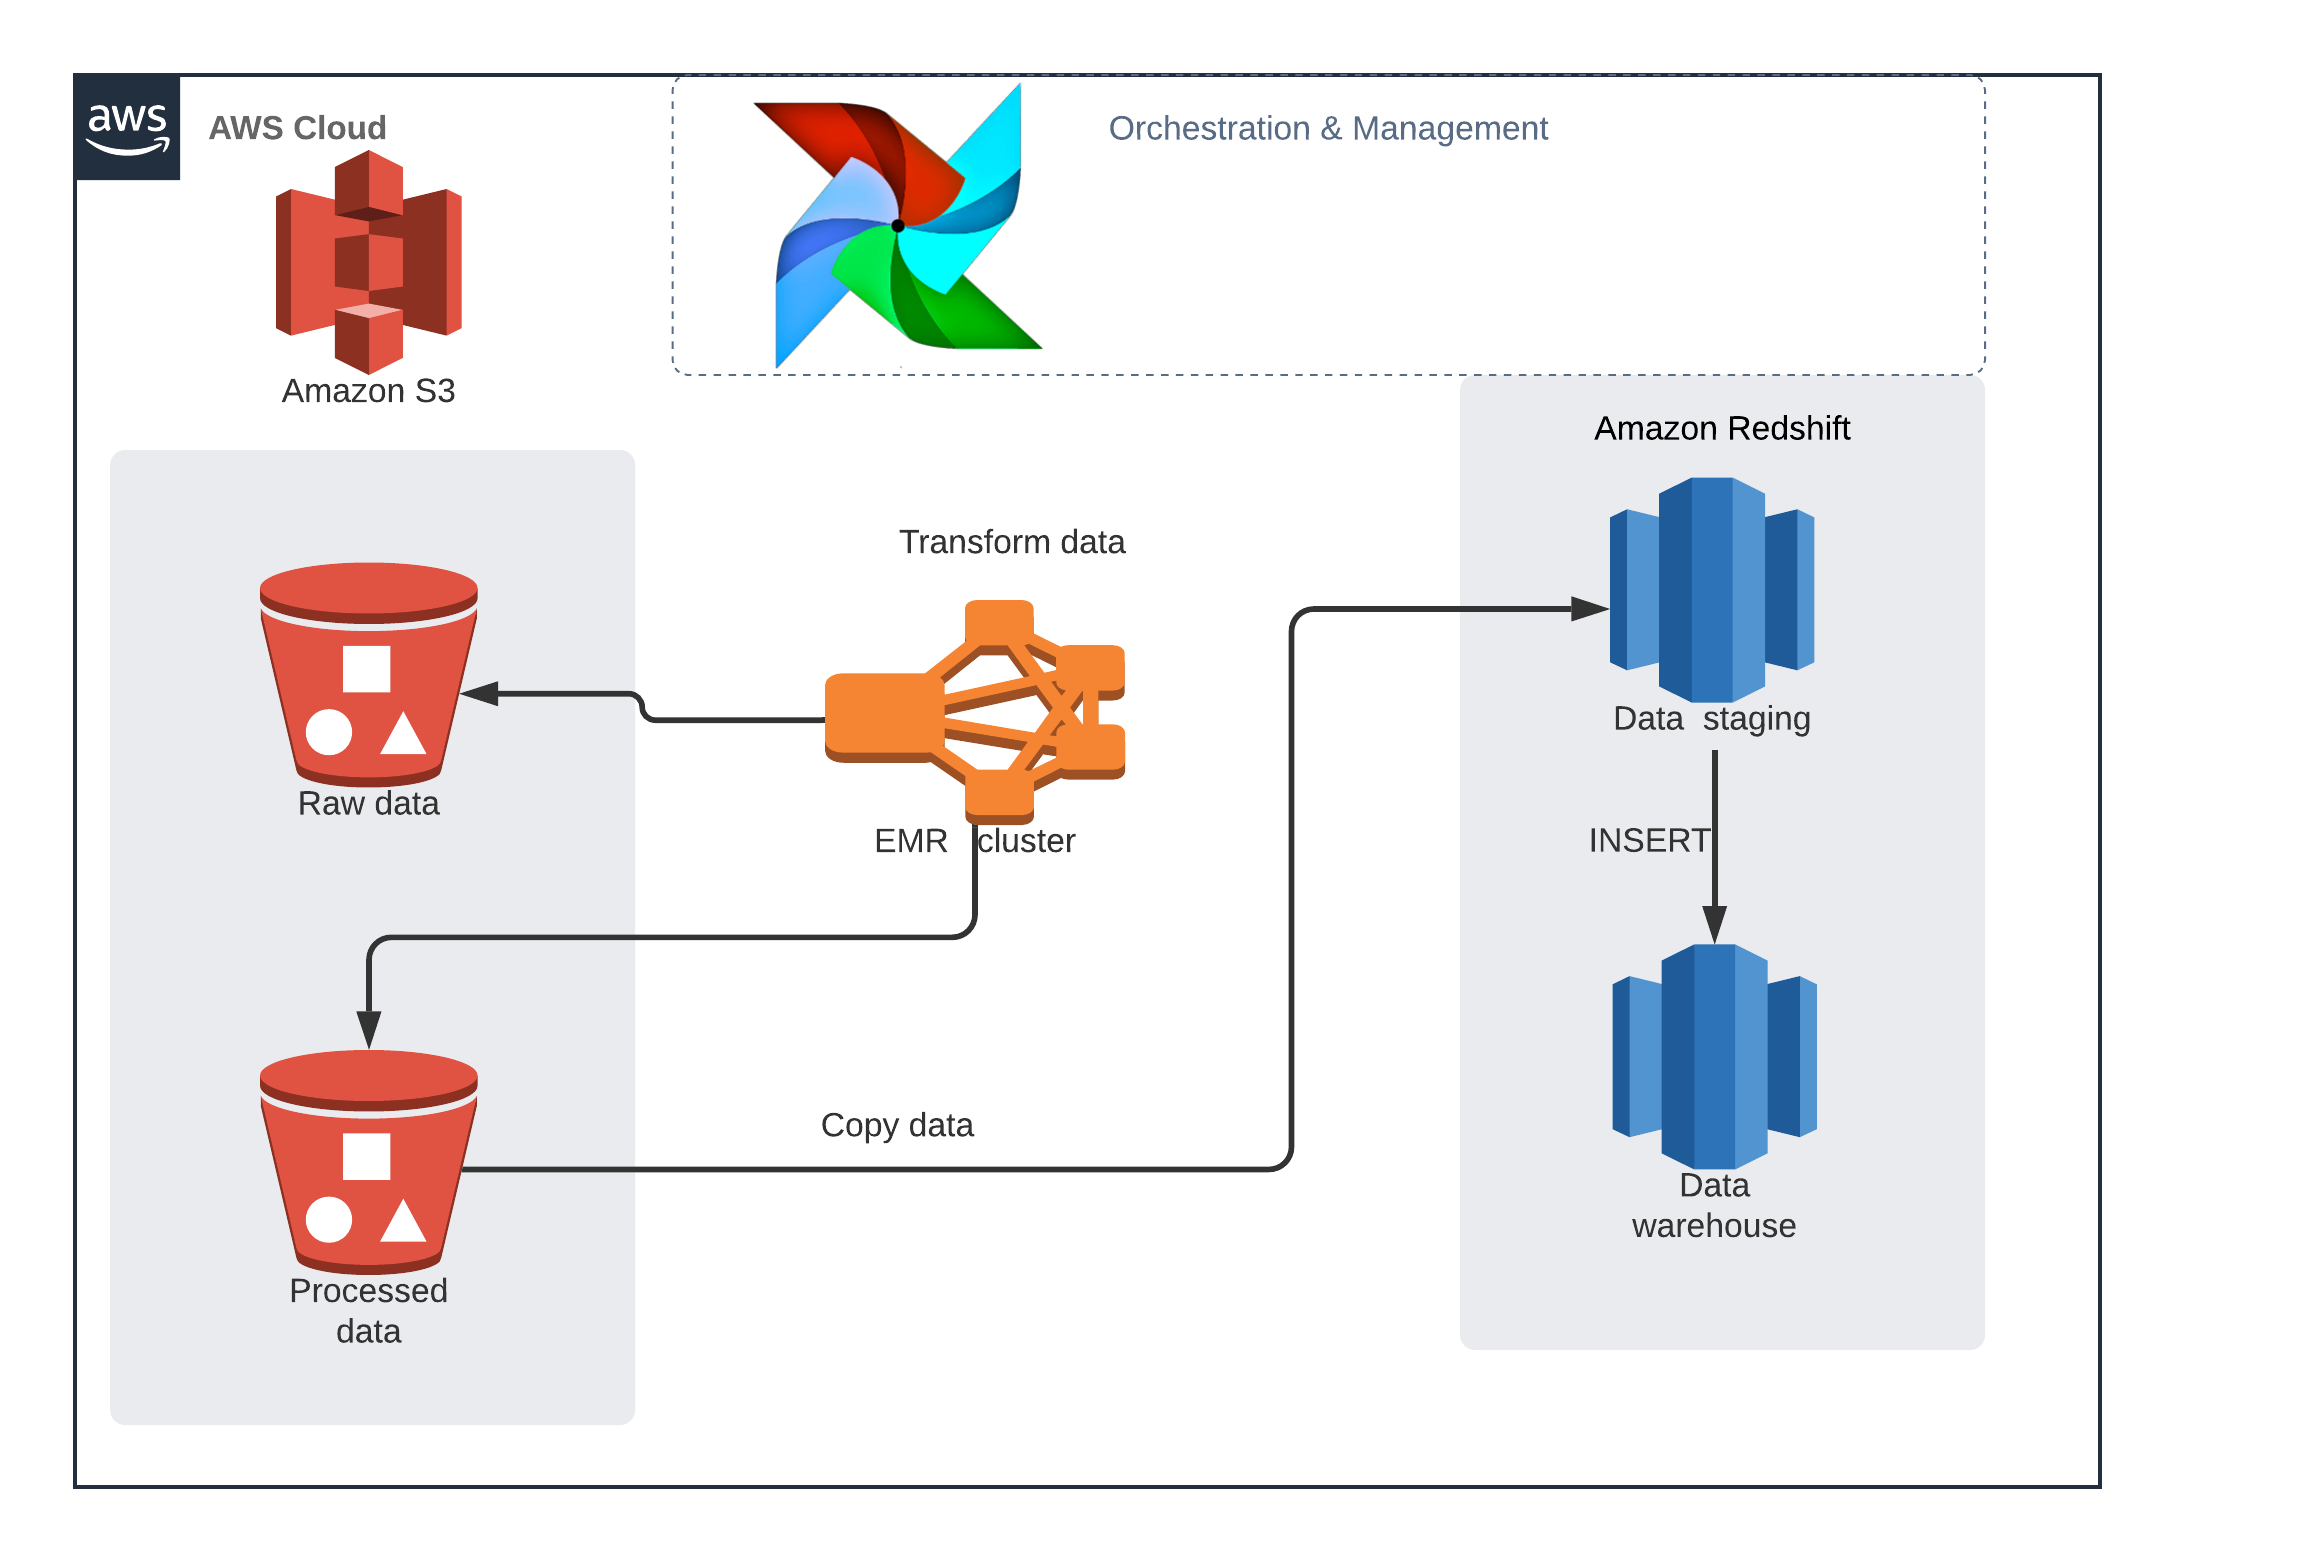 aws
AWS Cloud
Orchestration & Management
Amazon S3
Amazon Redshift
Transform data
Data staging
Raw data
EMR cluster
INSERT
Copy data
Data
warehouse
Processed
data